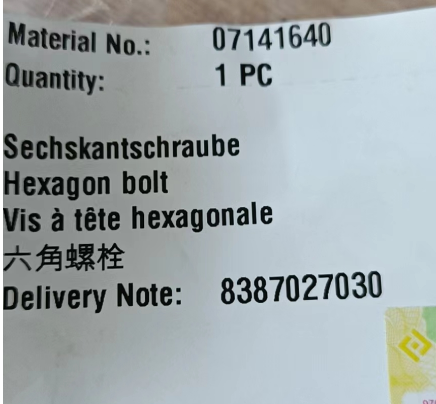 Material No.: 07141640
Quantity: 1 PC
Sechskantschraube
Hexagon bolt
Vis à tête hexagonale
六角螺栓
Delivery Note: 8387027030